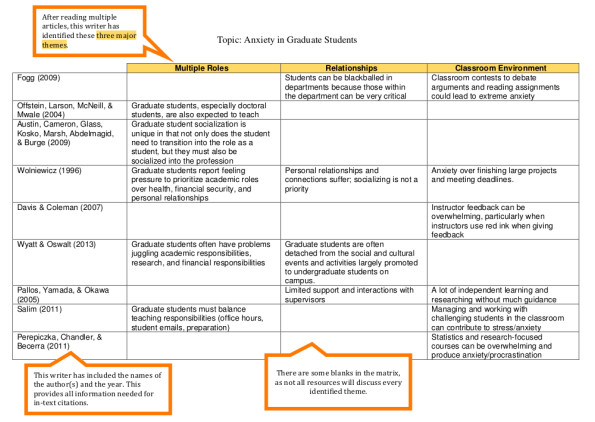 After reading multiple
articles, this writer has
identified these three major
themes.
Topic: Anxiety in Graduate Students
Multiple Roles Relationships Classroom Environment
Fogg (2009)
Students can be blackballed in
departments because those within
the department can be very critical
Classroom contests to debate
arguments and reading assignments
could lead to extreme anxiety
Offstein, Larson, McNeill, &
Mwale (2004)
Graduate students, especially doctoral
students, are also expected to teach
Austin, Cameron, Glass,
Kosko, Marsh, Abdelmagid,
& Burge (2009)
Graduate student socialization is
unique in that not only does the student
need to transition into the role as a
student, but they must also be
socialized into the profession
Wolniewicz (1996)
Graduate students report feeling
pressure to prioritize academic roles
over health, financial security, and
personal relationships
Personal relationships and
connections suffer; socializing is not a
priority
Anxiety over finishing large projects
and meeting deadlines.
Davis & Coleman (2007)
Instructor feedback can be
overwhelming, particularly when
instructors use red ink when giving
feedback
Wyatt & Oswalt (2013)
Graduate students often have problems
juggling academic responsibilities,
research, and financial responsibilities
Graduate students are often
detached from the social and cultural
events and activities largely promoted
to undergraduate students on
campus.
Pallos, Yamada, & Okawa
(2005)
Limited support and interactions with
supervisors
A lot of independent learning and
researching without much guidance
Salim (2011)
Graduate students must balance
teaching responsibilities (office hours,
student emails, preparation)
Managing and working with
challenging students in the classroom
can contribute to stress/anxiety
Perepiczka, Chandler, &
Becerra (2011)
Statistics and research-focused
courses can be overwhelming and
produce anxiety/procrastination
This writer has included the names of
the author(s) and the year. This
provides all information needed for
in-text citations.
There are some blanks in the matrix,
as not all resources will discuss every
identified theme.